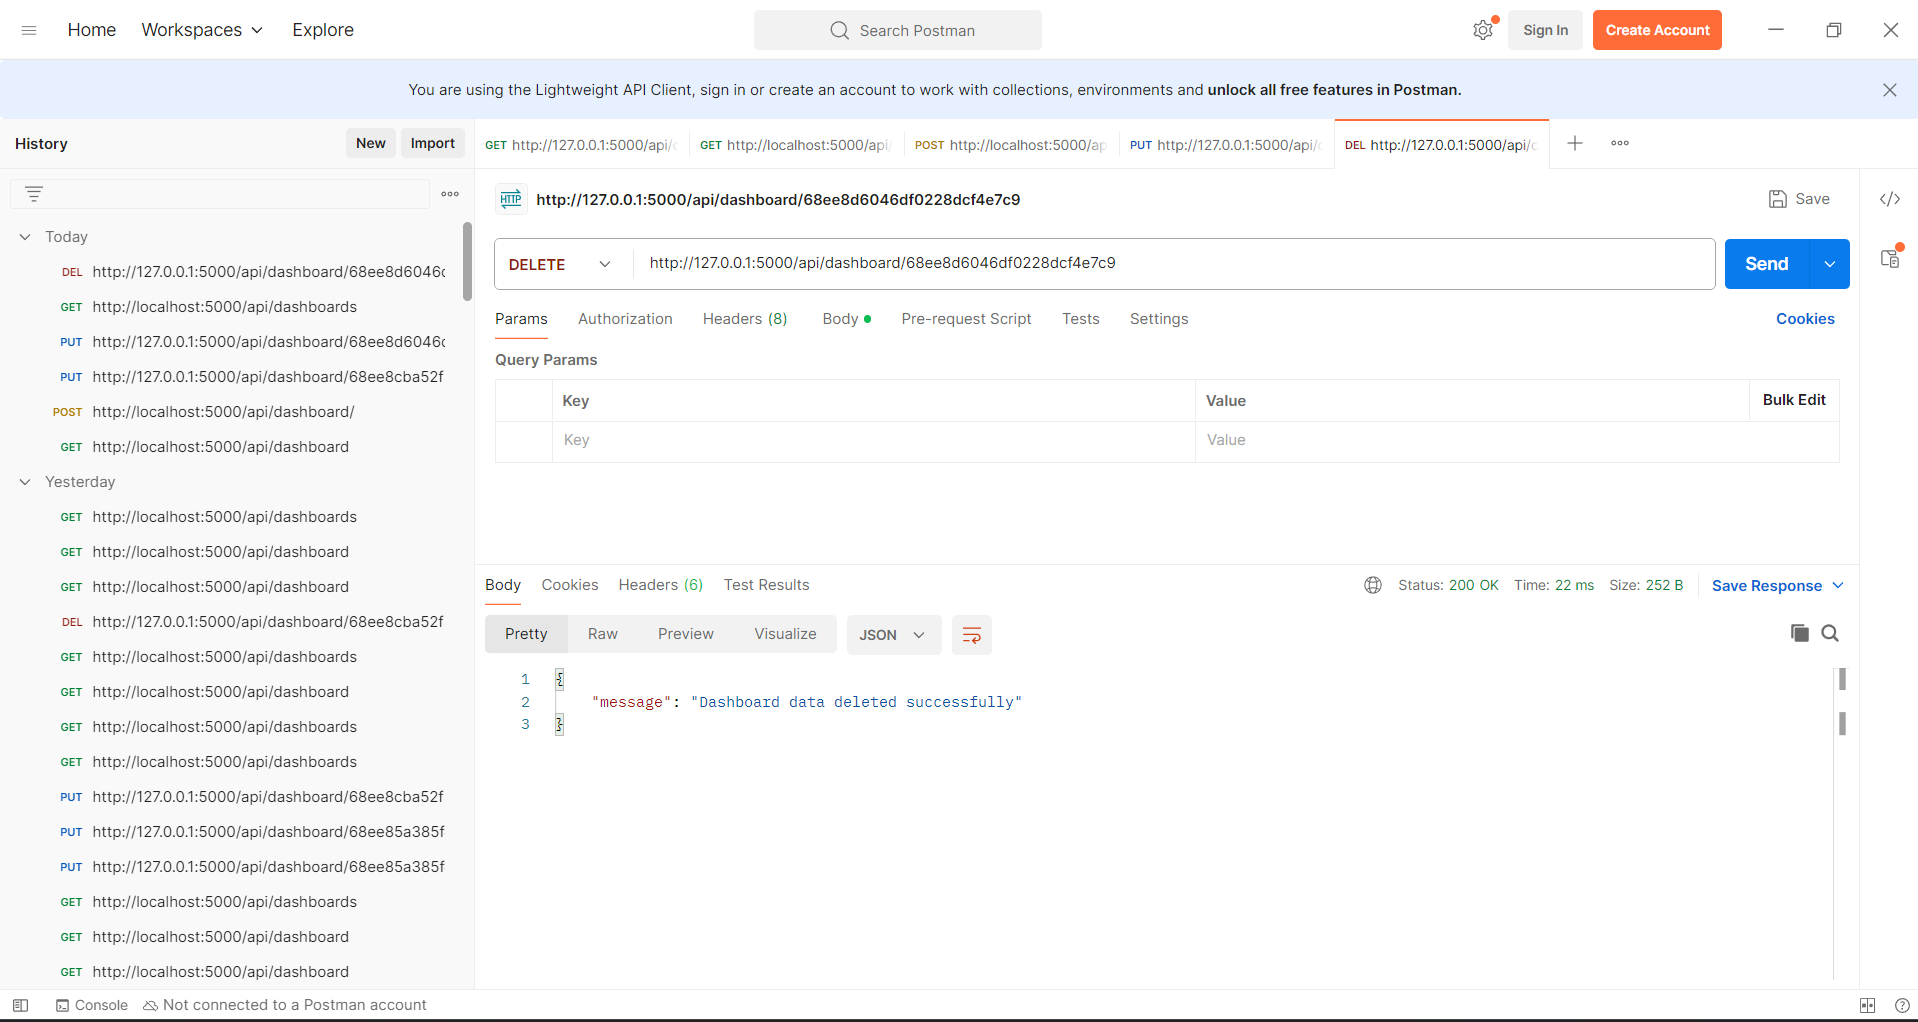 Home Workspaces Explore Search Postman Sign In Create Account
You are using the Lightweight API Client, sign in or create an account to work with collections, environments and unlock all free features in Postman.
History New Import
GET http://127.0.0.1:5000/api/ GET http://localhost:5000/api/ POST http://localhost:5000/ap PUT http://127.0.0.1:5000/api/ DEL http://127.0.0.1:5000/api/
HTTP http://127.0.0.1:5000/api/dashboard/68ee8d6046df0228dcf4e7c9 Save
DELETE http://127.0.0.1:5000/api/dashboard/68ee8d6046df0228dcf4e7c9 Send
Params Authorization Headers (8) Body Pre-request Script Tests Settings Cookies
Query Params
Key Value Bulk Edit
Key Value
Today
DEL http://127.0.0.1:5000/api/dashboard/68ee8d6046
GET http://localhost:5000/api/dashboards
PUT http://127.0.0.1:5000/api/dashboard/68ee8d6046
PUT http://127.0.0.1:5000/api/dashboard/68ee8cba52f
POST http://localhost:5000/api/dashboard/
GET http://localhost:5000/api/dashboard
Yesterday
GET http://localhost:5000/api/dashboards
GET http://localhost:5000/api/dashboard
GET http://localhost:5000/api/dashboard
DEL http://127.0.0.1:5000/api/dashboard/68ee8cba52f
GET http://localhost:5000/api/dashboards
GET http://localhost:5000/api/dashboard
GET http://localhost:5000/api/dashboards
GET http://localhost:5000/api/dashboards
PUT http://127.0.0.1:5000/api/dashboard/68ee8cba52f
PUT http://127.0.0.1:5000/api/dashboard/68ee85a385f
PUT http://127.0.0.1:5000/api/dashboard/68ee85a385f
GET http://localhost:5000/api/dashboards
GET http://localhost:5000/api/dashboard
GET http://localhost:5000/api/dashboard
Body Cookies Headers (6) Test Results Status: 200 OK Time: 22 ms Size: 252 B Save Response
Pretty Raw Preview Visualize JSON
1 {
2 "message": "Dashboard data deleted successfully"
3 }
Console Not connected to a Postman account